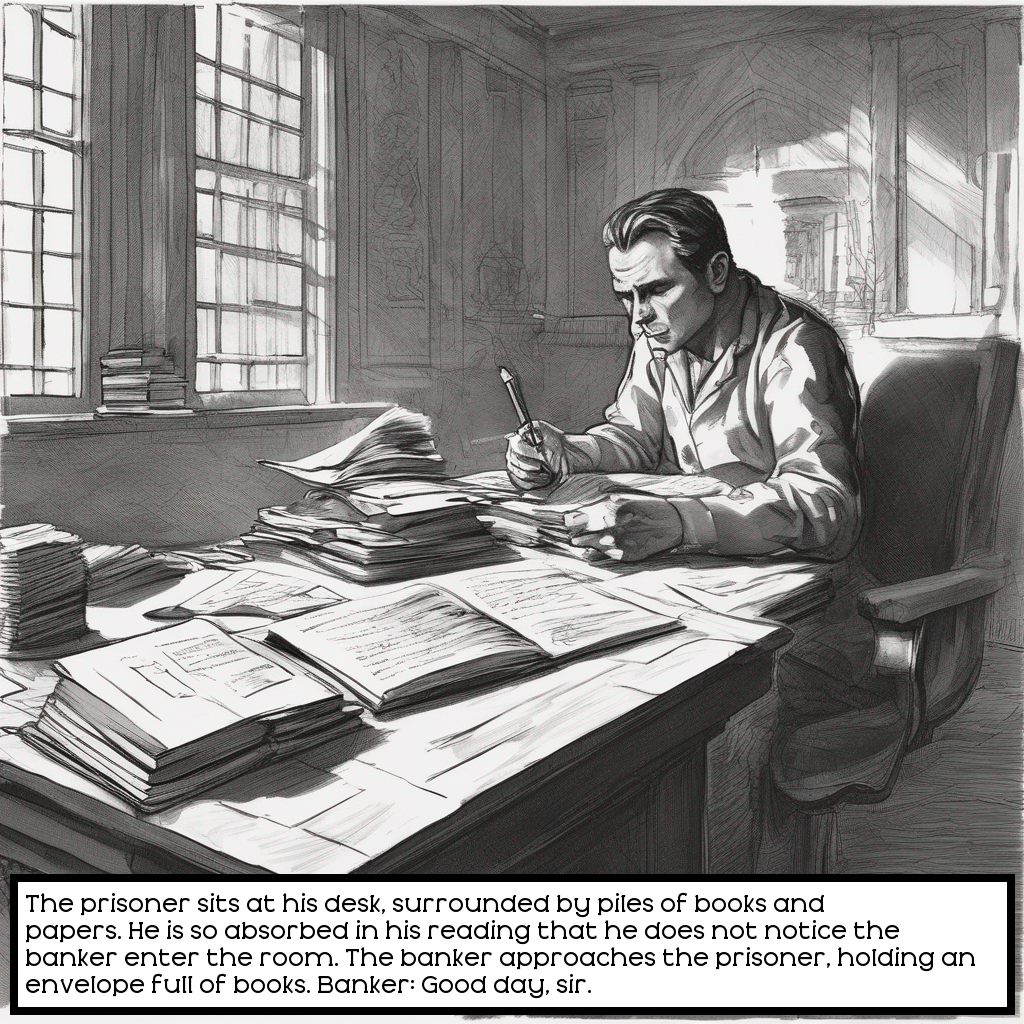 The prisoner sits at his desk, surrounded by piles of books and
papers. He is so absorbed in his reading that he does not notice the
banker enter the room. The banker approaches the prisoner, holding an
envelope full of books. Banker: Good day, sir.